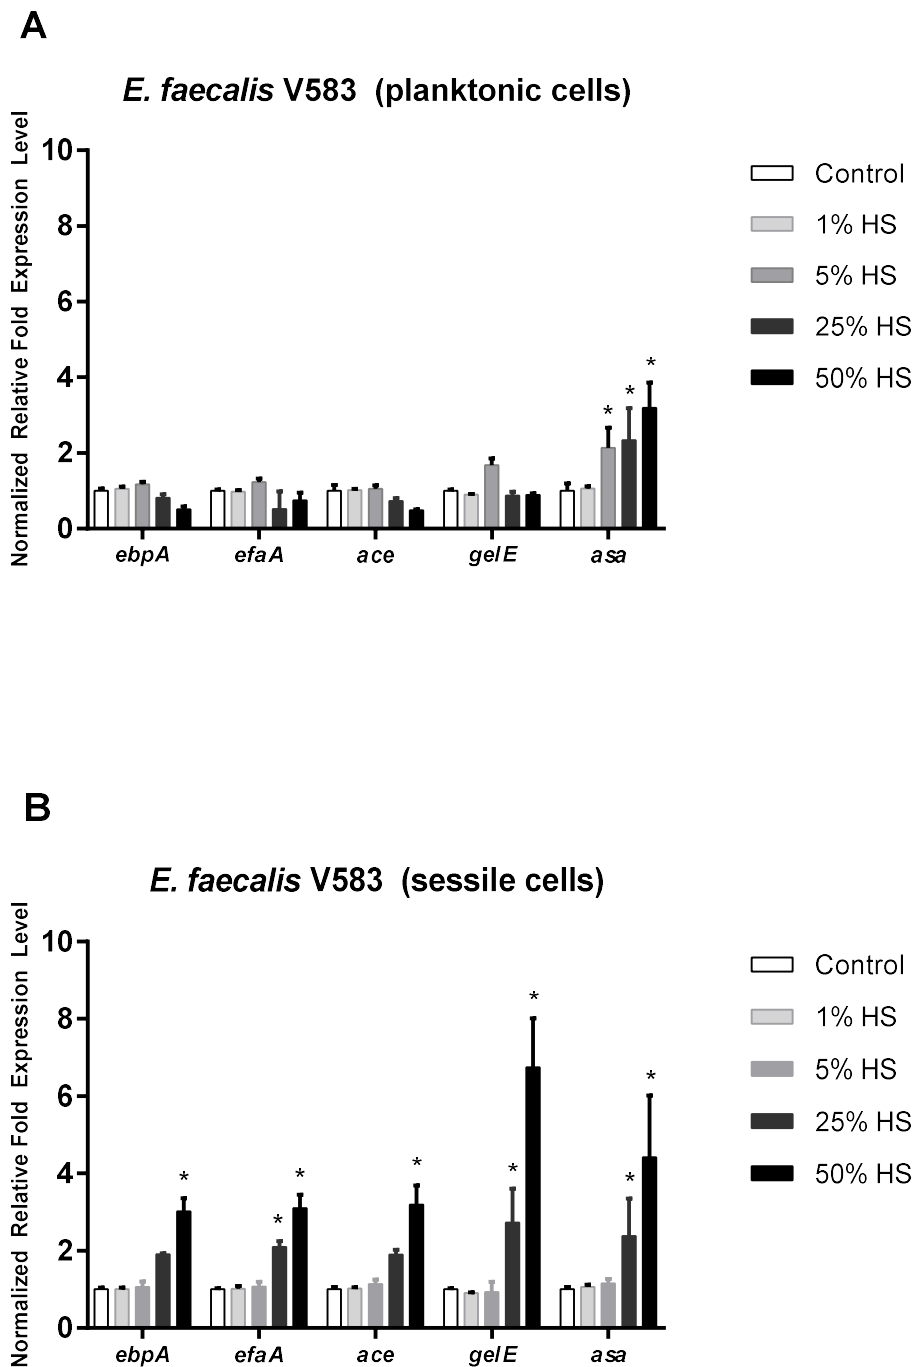 A
E. faecalis V583 (planktonic cells)
Normalized Relative Fold Expression Level
10
8
6
4
2
0
* * *
ebpA efaA ace gelE asa
Control
1% HS
5% HS
25% HS
50% HS
B
E. faecalis V583 (sessile cells)
Normalized Relative Fold Expression Level
10
8
6
4
2
0
* * * * * * * *
ebpA efaA ace gelE asa
Control
1% HS
5% HS
25% HS
50% HS